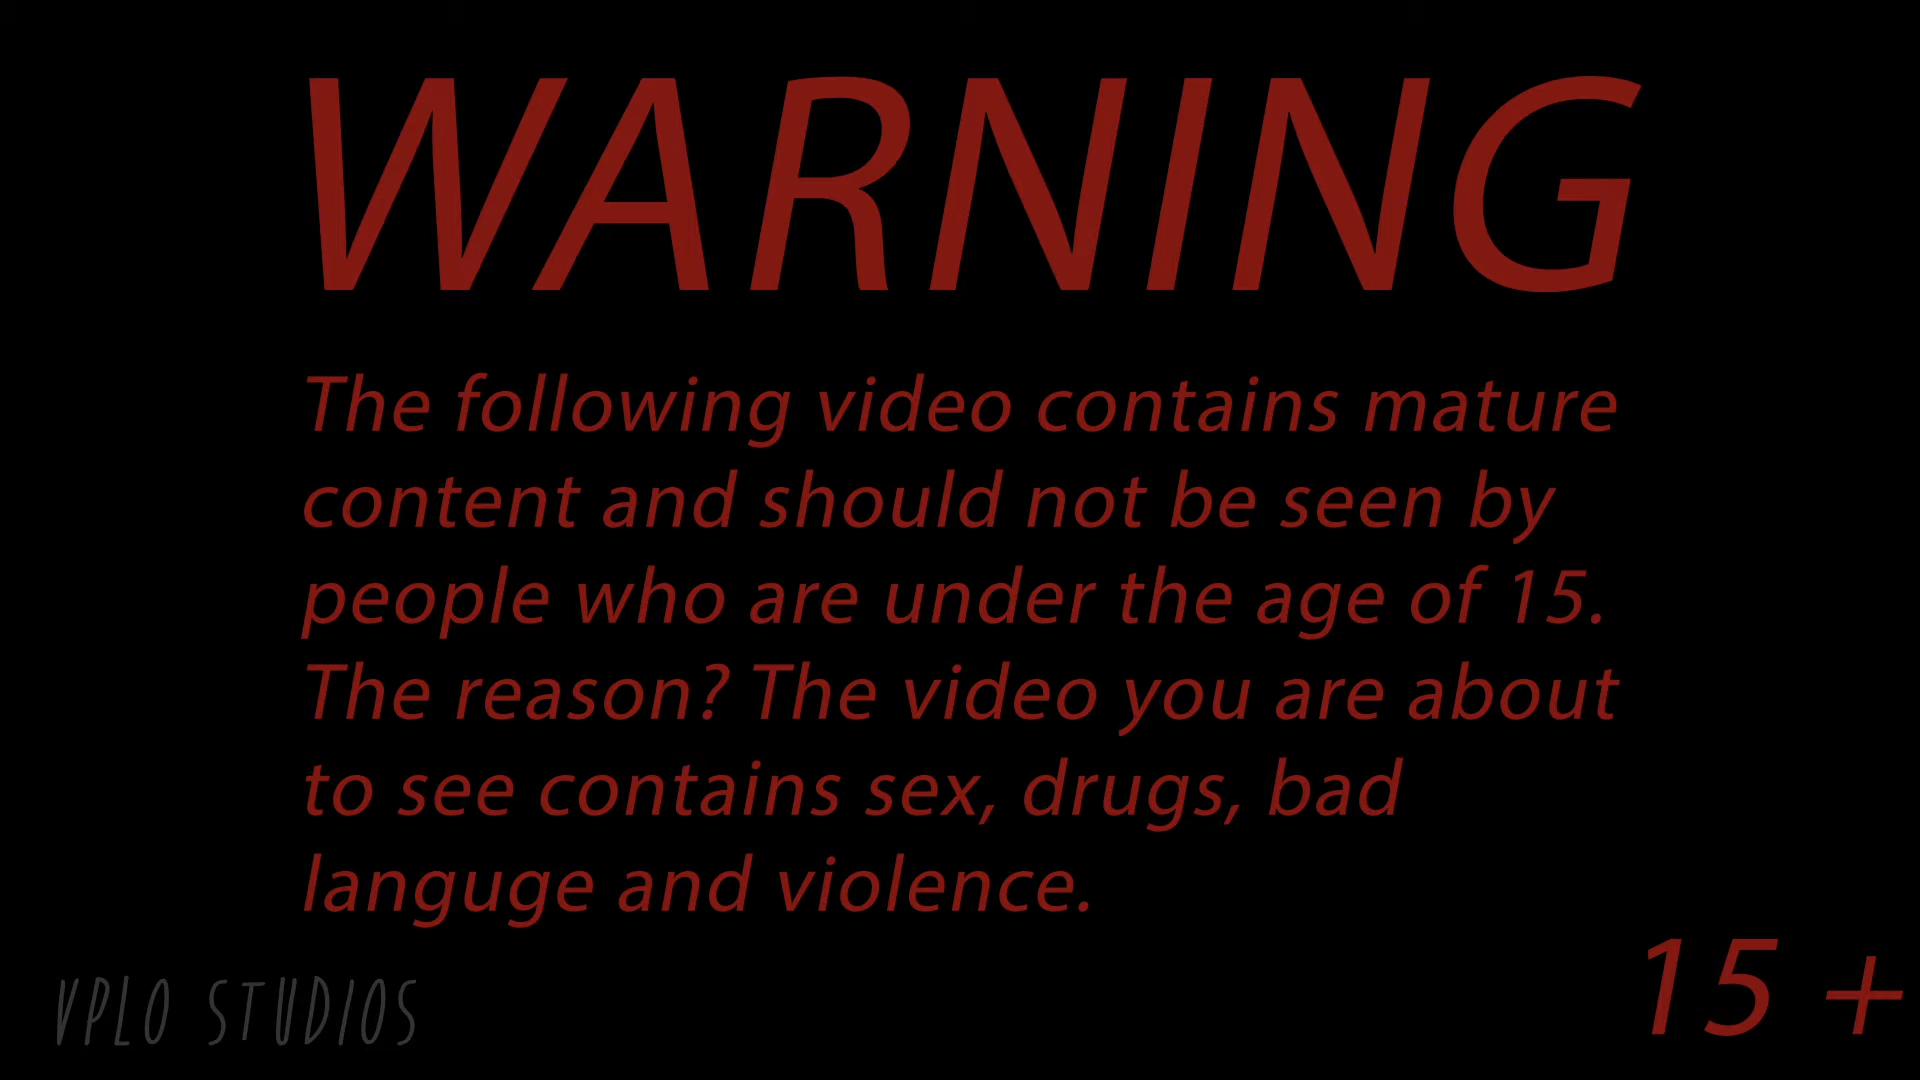 WARNING
The following video contains mature
content and should not be seen by
people who are under the age of 15.
The reason? The video you are about
to see contains sex, drugs, bad
languge and violence.
VPLO STUDIOS
15 +